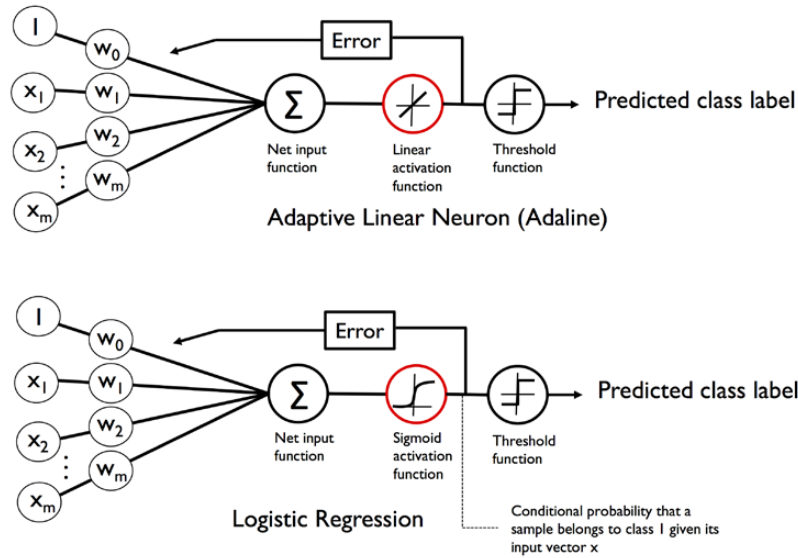 1
w0
Error
x1
w1
Σ
Predicted class label
x2
w2
wm
Net input
function
Linear
activation
function
Threshold
function
xm
Adaptive Linear Neuron (Adaline)
1
w0
Error
x1
w1
Σ
Predicted class label
x2
w2
wm
Net input
function
Sigmoid
activation
function
Threshold
function
xm
Logistic Regression
Conditional probability that a
sample belongs to class 1 given its
input vector x